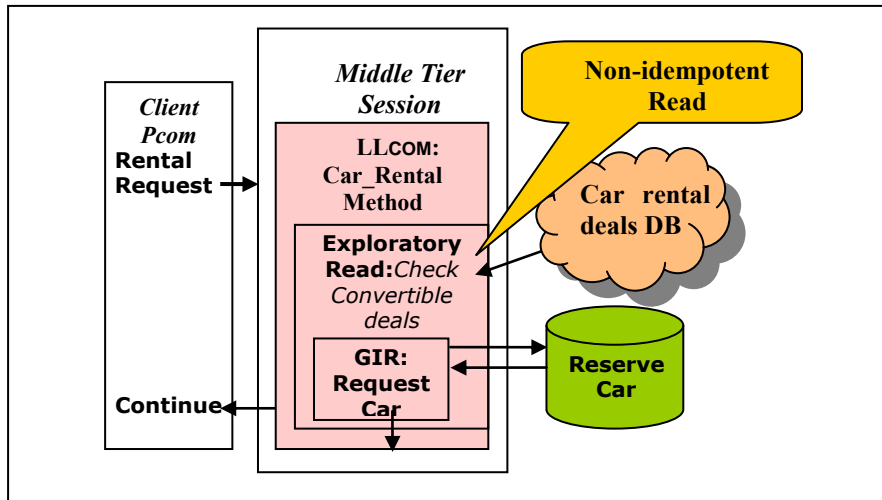 Client
Pcom
Rental
Request
Continue
Middle Tier
Session
LLCOM:
Car_Rental
Method
Exploratory
Read:Check
Convertible
deals
GIR:
Request
Car
Non-idempotent
Read
Car rental
deals DB
Reserve
Car